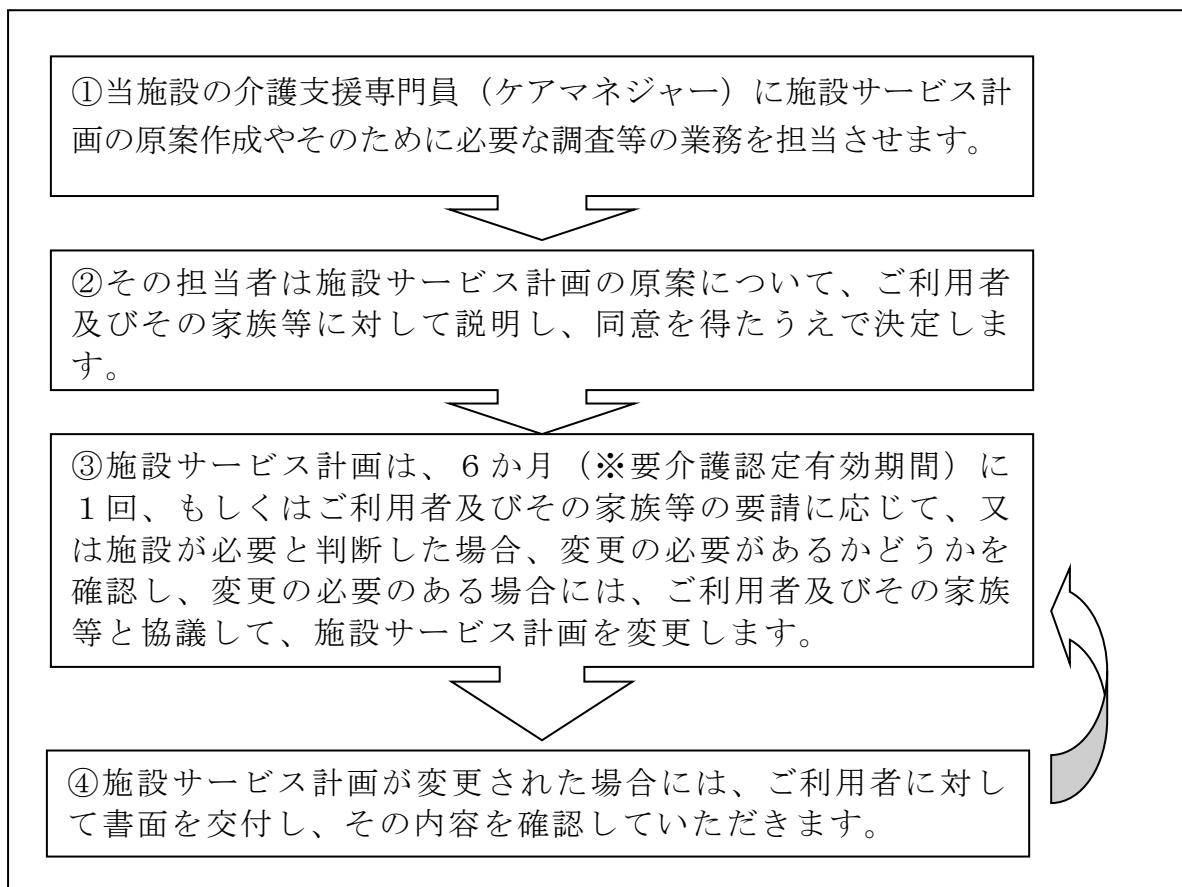 ①当施設の介護支援専門員（ケアマネジャー）に施設サービス計
画の原案作成やそのために必要な調査等の業務を担当させます。
②その担当者は施設サービス計画の原案について、ご利用者
及びその家族等に対して説明し、同意を得たうえで決定しま
す。
③施設サービス計画は、６か月（※要介護認定有効期間）に
１回、もしくはご利用者及びその家族等の要請に応じて、又
は施設が必要と判断した場合、変更の必要があるかどうかを
確認し、変更の必要のある場合には、ご利用者及びその家族
等と協議して、施設サービス計画を変更します。
④施設サービス計画が変更された場合には、ご利用者に対し
て書面を交付し、その内容を確認していただきます。